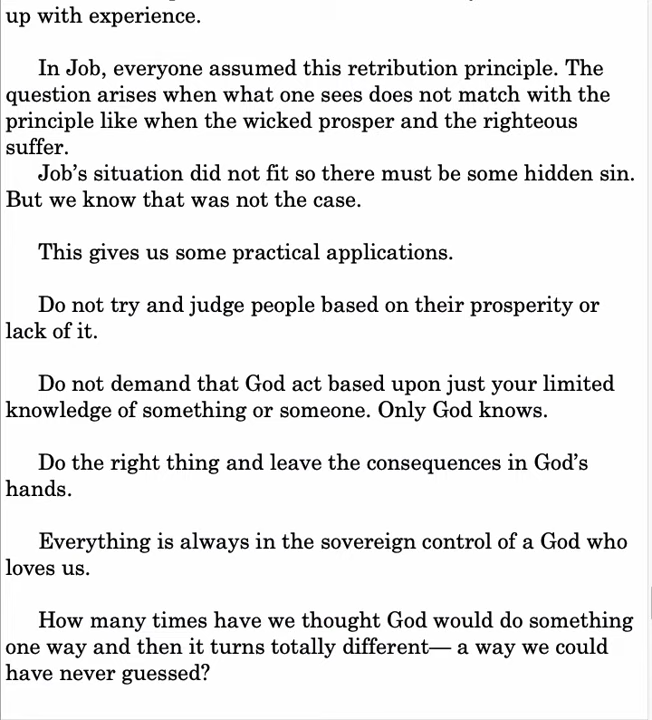 up with experience.
In Job, everyone assumed this retribution principle. The
question arises when what one sees does not match with the
principle like when the wicked prosper and the righteous
suffer.
Job’s situation did not fit so there must be some hidden sin.
But we know that was not the case.
This gives us some practical applications.
Do not try and judge people based on their prosperity or
lack of it.
Do not demand that God act based upon just your limited
knowledge of something or someone. Only God knows.
Do the right thing and leave the consequences in God’s
hands.
Everything is always in the sovereign control of a God who
loves us.
How many times have we thought God would do something
one way and then it turns totally different— a way we could
have never guessed?